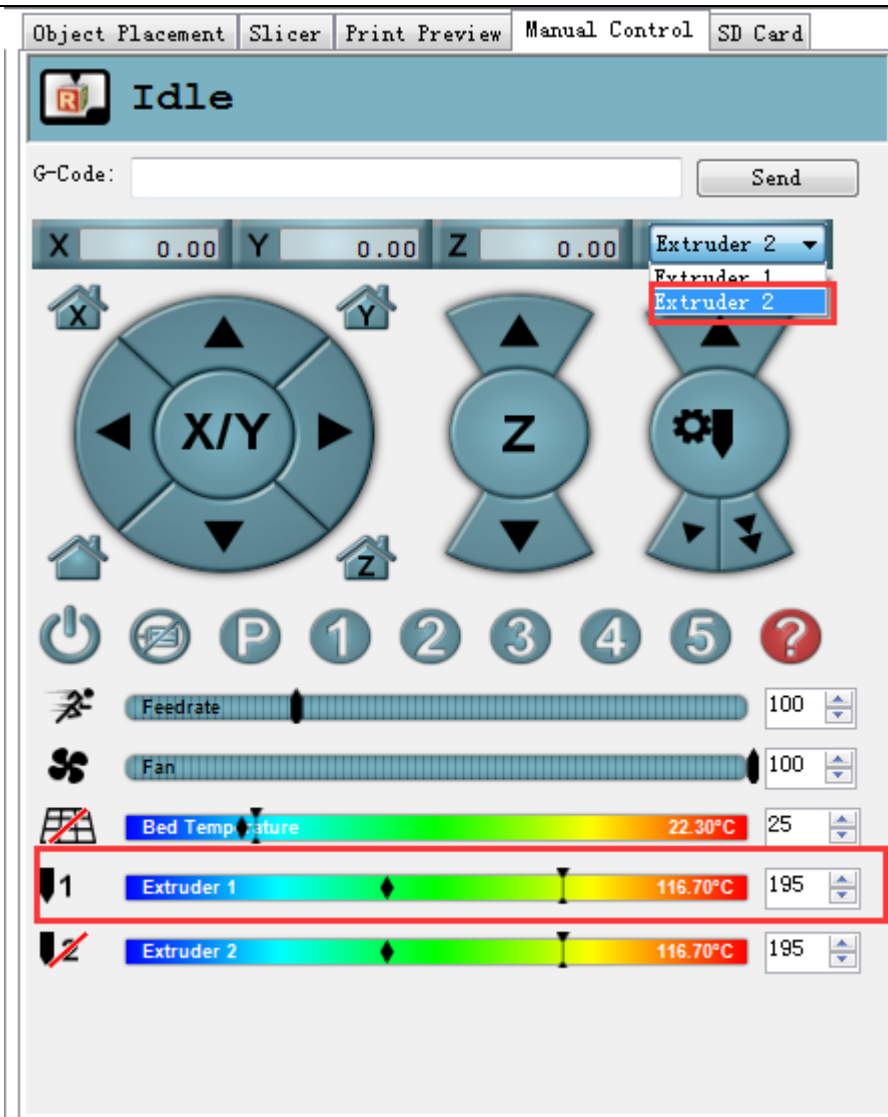 Object Placement Slicer Print Preview Manual Control SD Card
R
Idle
G-Code: Send
X 0.00 Y 0.00 Z 0.00 Extruder 2
Extruder 1
Extruder 2
X Y
X/Y Z
Z
P 1 2 3 4 5 ?
Feedrate 100
Fan 100
Bed Temperature 22.30°C 25
1 Extruder 1 116.70°C 195
2 Extruder 2 116.70°C 195